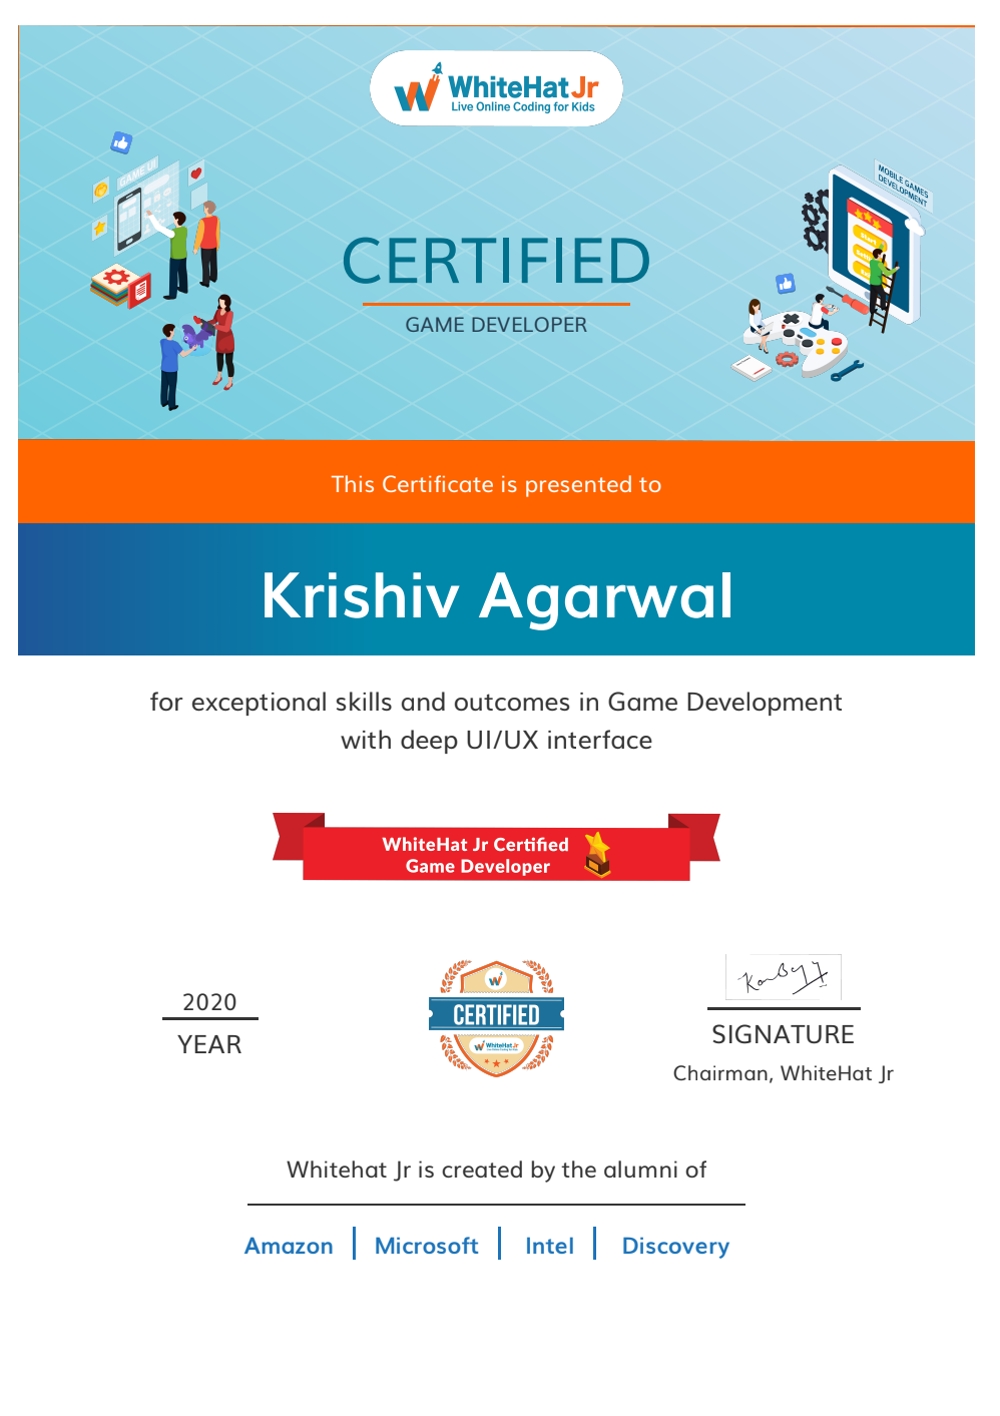 WhiteHat Jr
Live Online Coding for Kids
GAME UI
MOBILE GAMES
DEVELOPMENT
Start
CERTIFIED
GAME DEVELOPER
This Certificate is presented to
Krishiv Agarwal
for exceptional skills and outcomes in Game Development
with deep UI/UX interface
WhiteHat Jr Certified
Game Developer
2020
YEAR
CERTIFIED
WhiteHat Jr
SIGNATURE
Chairman, WhiteHat Jr
Whitehat Jr is created by the alumni of
Amazon | Microsoft | Intel | Discovery